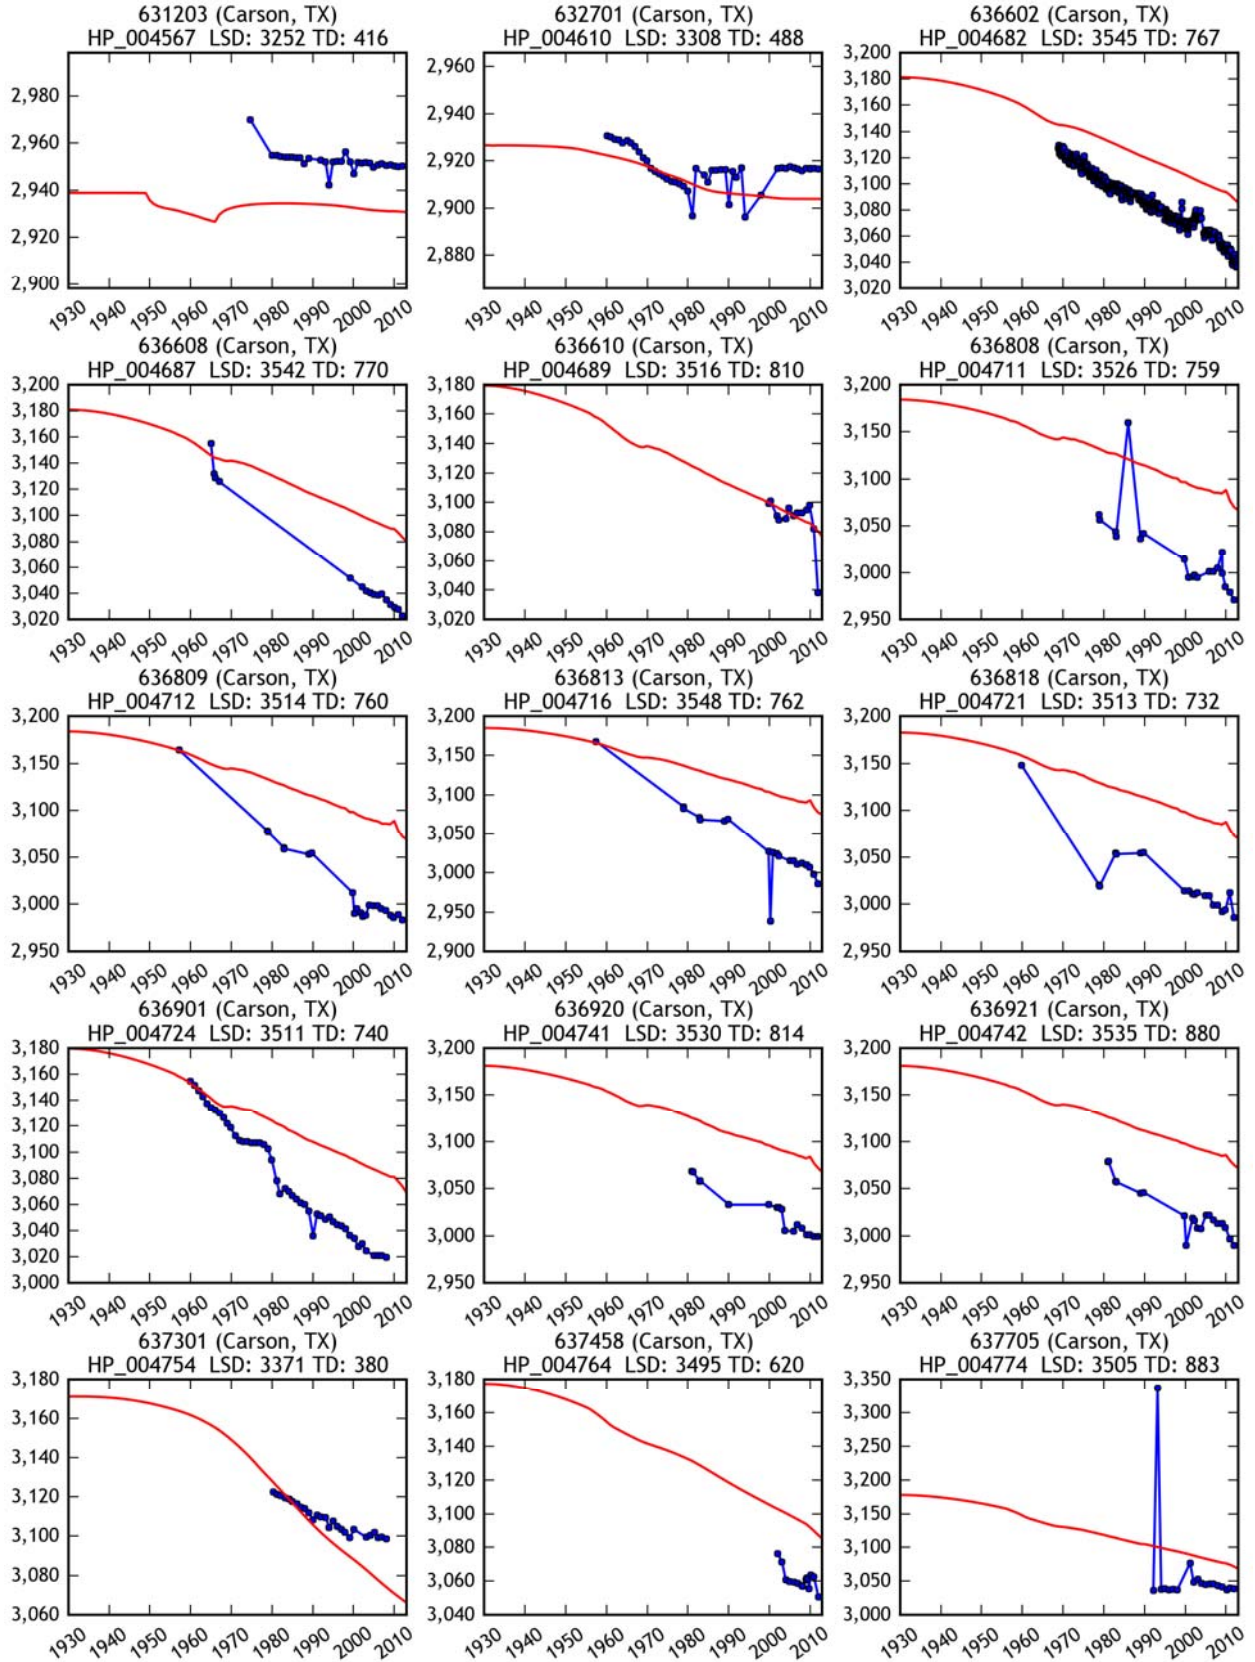 631203 (Carson, TX)
HP_004567 LSD: 3252 TD: 416
2,980
2,960
2,940
2,920
2,900
1930 1940 1950 1960 1970 1980 1990 2000 2010
632701 (Carson, TX)
HP_004610 LSD: 3308 TD: 488
2,960
2,940
2,920
2,900
2,880
1930 1940 1950 1960 1970 1980 1990 2000 2010
636602 (Carson, TX)
HP_004682 LSD: 3545 TD: 767
3,200
3,180
3,160
3,140
3,120
3,100
3,080
3,060
3,040
3,020
1930 1940 1950 1960 1970 1980 1990 2000 2010
636608 (Carson, TX)
HP_004687 LSD: 3542 TD: 770
3,200
3,180
3,160
3,140
3,120
3,100
3,080
3,060
3,040
3,020
1930 1940 1950 1960 1970 1980 1990 2000 2010
636610 (Carson, TX)
HP_004689 LSD: 3516 TD: 810
3,180
3,160
3,140
3,120
3,100
3,080
3,060
3,040
3,020
1930 1940 1950 1960 1970 1980 1990 2000 2010
636808 (Carson, TX)
HP_004711 LSD: 3526 TD: 759
3,200
3,150
3,100
3,050
3,000
2,950
1930 1940 1950 1960 1970 1980 1990 2000 2010
636809 (Carson, TX)
HP_004712 LSD: 3514 TD: 760
3,200
3,150
3,100
3,050
3,000
2,950
1930 1940 1950 1960 1970 1980 1990 2000 2010
636813 (Carson, TX)
HP_004716 LSD: 3548 TD: 762
3,200
3,150
3,100
3,050
3,000
2,950
2,900
1930 1940 1950 1960 1970 1980 1990 2000 2010
636818 (Carson, TX)
HP_004721 LSD: 3513 TD: 732
3,200
3,150
3,100
3,050
3,000
2,950
1930 1940 1950 1960 1970 1980 1990 2000 2010
636901 (Carson, TX)
HP_004724 LSD: 3511 TD: 740
3,180
3,160
3,140
3,120
3,100
3,080
3,060
3,040
3,020
3,000
1930 1940 1950 1960 1970 1980 1990 2000 2010
636920 (Carson, TX)
HP_004741 LSD: 3530 TD: 814
3,200
3,150
3,100
3,050
3,000
2,950
1930 1940 1950 1960 1970 1980 1990 2000 2010
636921 (Carson, TX)
HP_004742 LSD: 3535 TD: 880
3,200
3,150
3,100
3,050
3,000
2,950
1930 1940 1950 1960 1970 1980 1990 2000 2010
637301 (Carson, TX)
HP_004754 LSD: 3371 TD: 380
3,180
3,160
3,140
3,120
3,100
3,080
3,060
1930 1940 1950 1960 1970 1980 1990 2000 2010
637458 (Carson, TX)
HP_004764 LSD: 3495 TD: 620
3,180
3,160
3,140
3,120
3,100
3,080
3,060
3,040
1930 1940 1950 1960 1970 1980 1990 2000 2010
637705 (Carson, TX)
HP_004774 LSD: 3505 TD: 883
3,350
3,300
3,250
3,200
3,150
3,100
3,050
3,000
1930 1940 1950 1960 1970 1980 1990 2000 2010